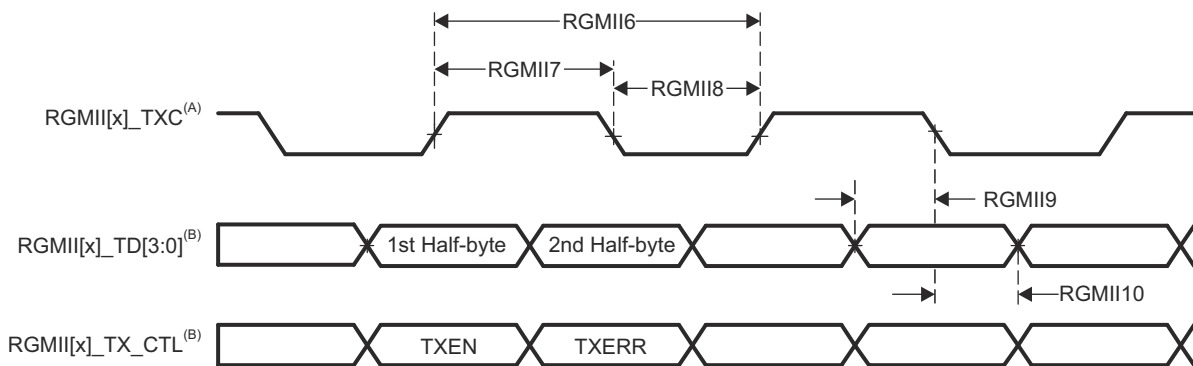 RGMII6
RGMII7
RGMII8
RGMII[x]_TXC(A)
RGMII9
RGMII[x]_TD[3:0](B)
1st Half-byte
2nd Half-byte
RGMII10
RGMII[x]_TX_CTL(B)
TXEN
TXERR